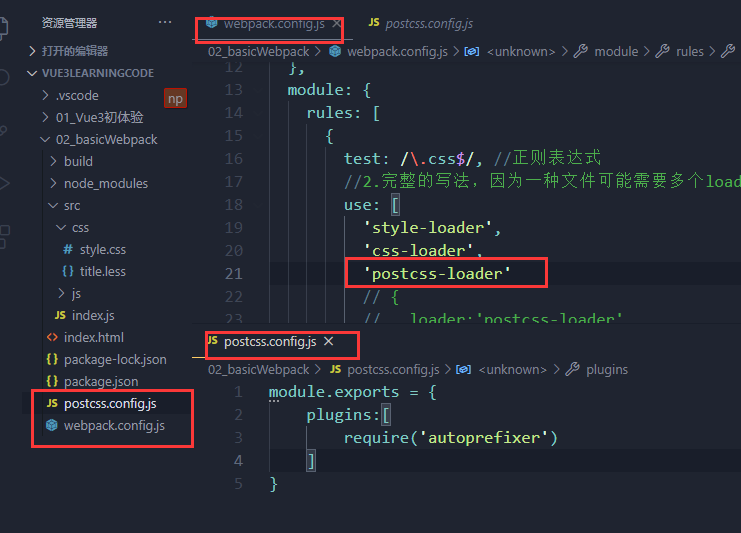 资源管理器
打开的编辑器
VUE3LEARNINGCODE
.vscode
01_Vue3初体验
np
02_basicWebpack
build
node_modules
src
css
style.css
title.less
js
JS index.js
index.html
package-lock.json
package.json
JS postcss.config.js
webpack.config.js
webpack.config.js
JS postcss.config.js
02_basicWebpack > webpack.config.js > <unknown> > module > rules >
12 },
13 module: {
14 rules: [
15 {
16 test: /\.css$/, //正则表达式
17 //2.完整的写法，因为一种文件可能需要多个load
18 use: [
19 'style-loader',
20 'css-loader',
21 'postcss-loader'
22 // {
23 // loader:'postcss-loader'
JS postcss.config.js
02_basicWebpack > JS postcss.config.js > <unknown> > plugins
1 module.exports = {
2 plugins:[
3 require('autoprefixer')
4 ]
5 }